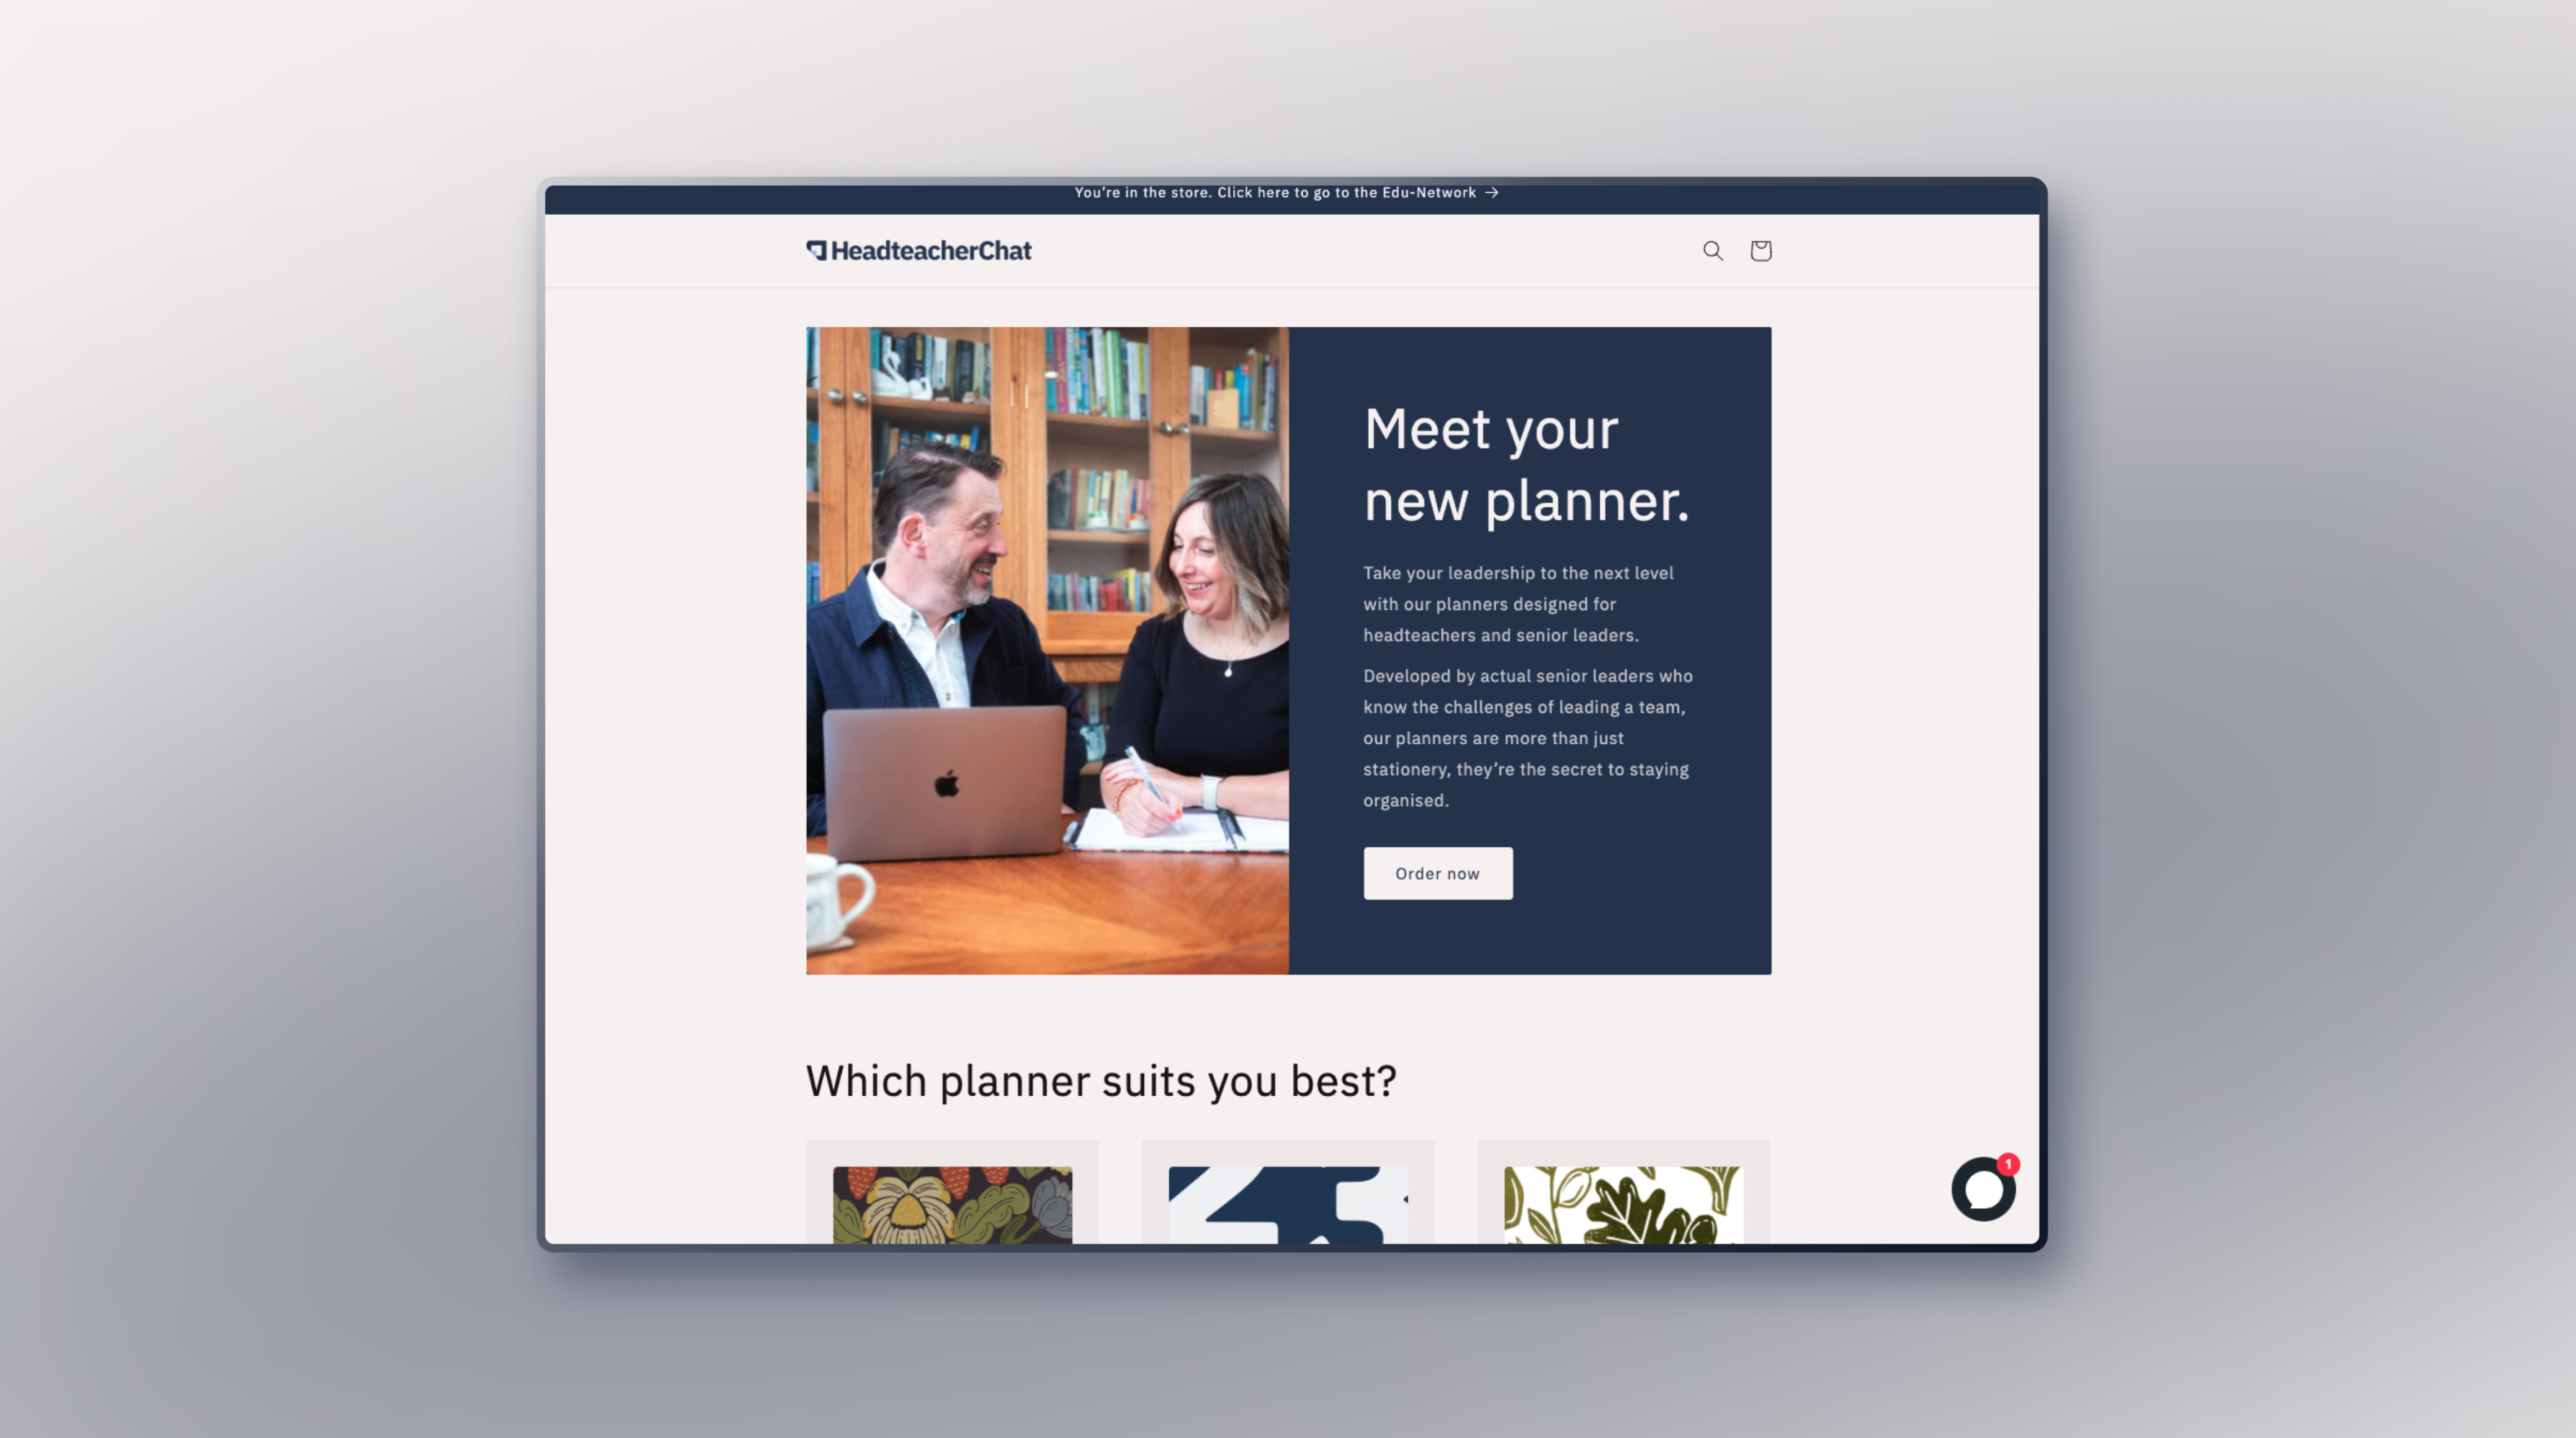 You’re in the store. Click here to go to the Edu-Network →
HeadteacherChat
Meet your
new planner.
Take your leadership to the next level
with our planners designed for
headteachers and senior leaders.
Developed by actual senior leaders who
know the challenges of leading a team,
our planners are more than just
stationery, they’re the secret to staying
organised.
Order now
Which planner suits you best?
1